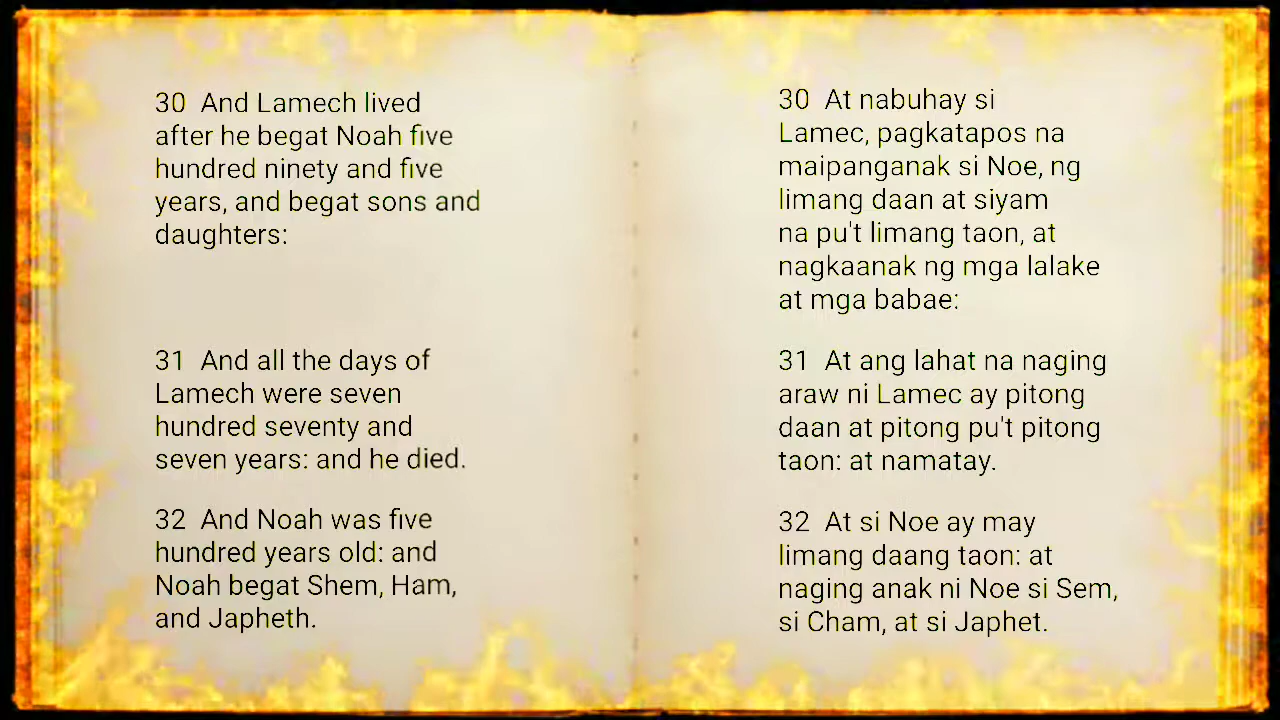 30 And Lamech lived
after he begat Noah five
hundred ninety and five
years, and begat sons and
daughters:
31 And all the days of
Lamech were seven
hundred seventy and
seven years: and he died.
32 And Noah was five
hundred years old: and
Noah begat Shem, Ham,
and Japheth.
30 At nabuhay si
Lamec, pagkatapos na
maipanganak si Noe, ng
limang daan at siyam
na pu't limang taon, at
nagkaanak ng mga lalake
at mga babae:
31 At ang lahat na naging
araw ni Lamec ay pitong
daan at pitong pu't pitong
taon: at namatay.
32 At si Noe ay may
limang daang taon: at
naging anak ni Noe si Sem,
si Cham, at si Japhet.